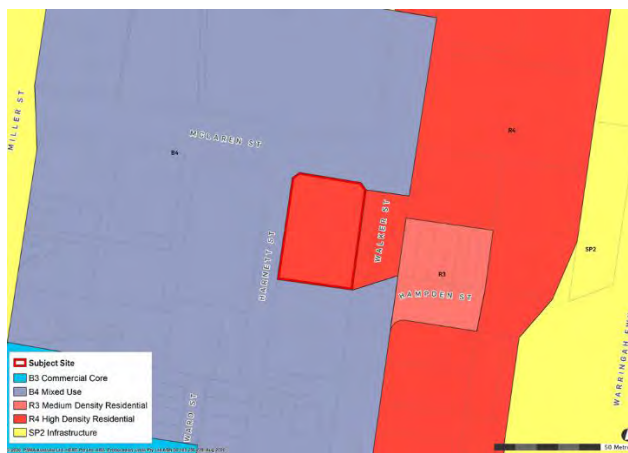 MILLER ST
MCLAREN ST
B4
R4
HARNETT ST
WALKER ST
SP2
R3
HAMPDEN ST
WARRINGAH
WARD ST
Subject Site
B3 Commercial Core
B4 Mixed Use
R3 Medium Density Residential
R4 High Density Residential
SP2 Infrastructure
50 Metres